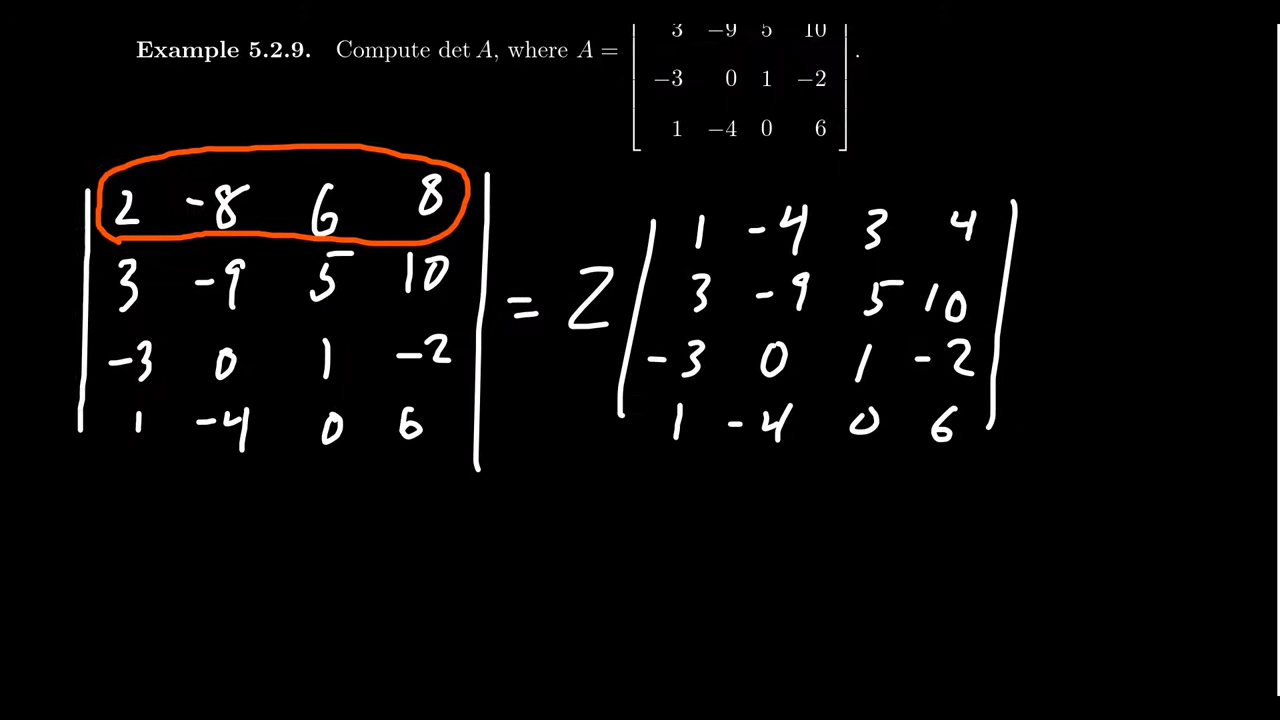 Example 5.2.9. Compute det A, where A = [
3 −9 5 10
−3 0 1 −2
1 −4 0 6
].
| 2 -8 6 8 |
| 3 -9 5 10 |
| -3 0 1 -2 |
| 1 -4 0 6 |
= 2
| 1 -4 3 4 |
| 3 -9 5 10 |
| -3 0 1 -2 |
| 1 -4 0 6 |